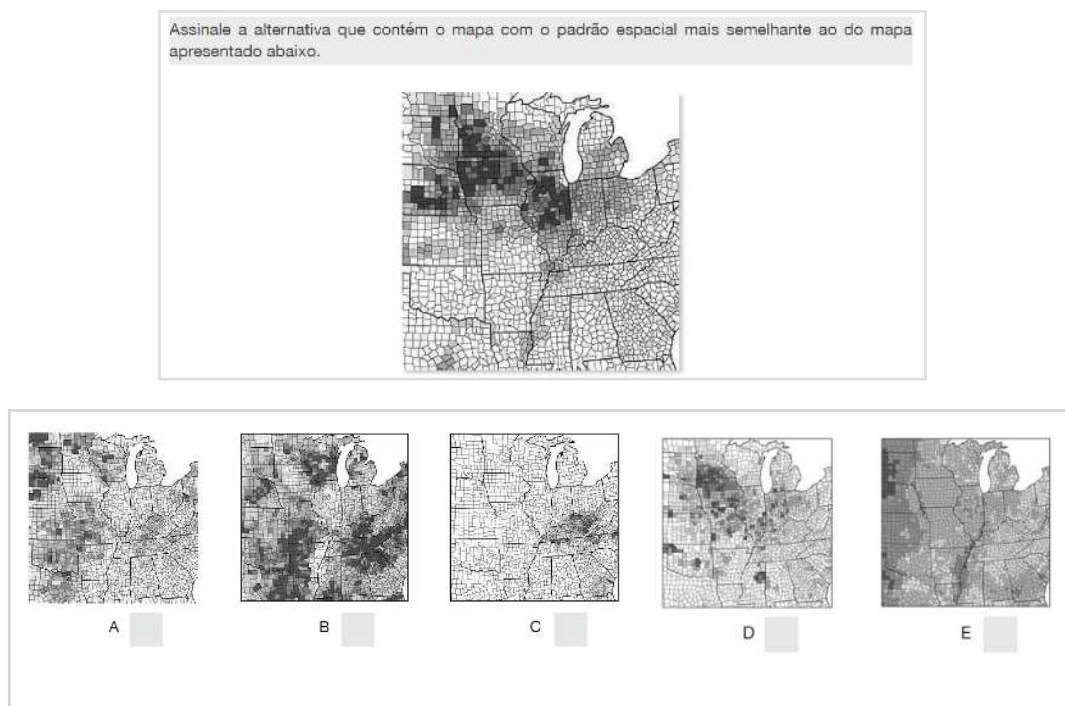 Assinale a alternativa que contém o mapa com o padrão espacial mais semelhante ao do mapa
apresentado abaixo.
A
B
C
D
E